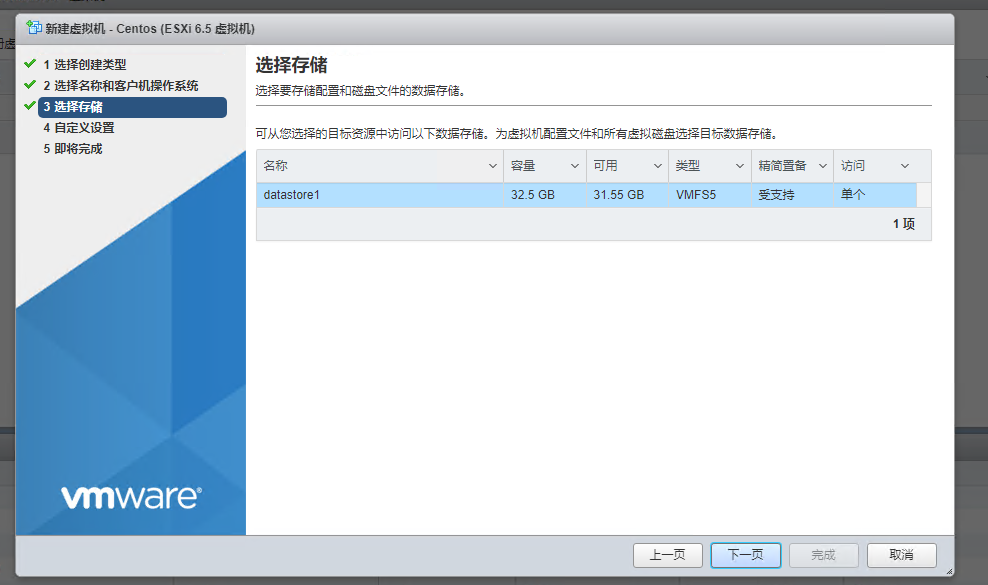 新建虚拟机 - Centos (ESXi 6.5 虚拟机)
1 选择创建类型
2 选择名称和客户机操作系统
3 选择存储
4 自定义设置
5 即将完成
选择存储
选择要存储配置和磁盘文件的数据存储。
可从您选择的目标资源中访问以下数据存储。为虚拟机配置文件和所有虚拟磁盘选择目标数据存储。
名称 容量 可用 类型 精简置备 访问
datastore1 32.5 GB 31.55 GB VMFS5 受支持 单个
1 项
vmware®
上一页 下一页 完成 取消